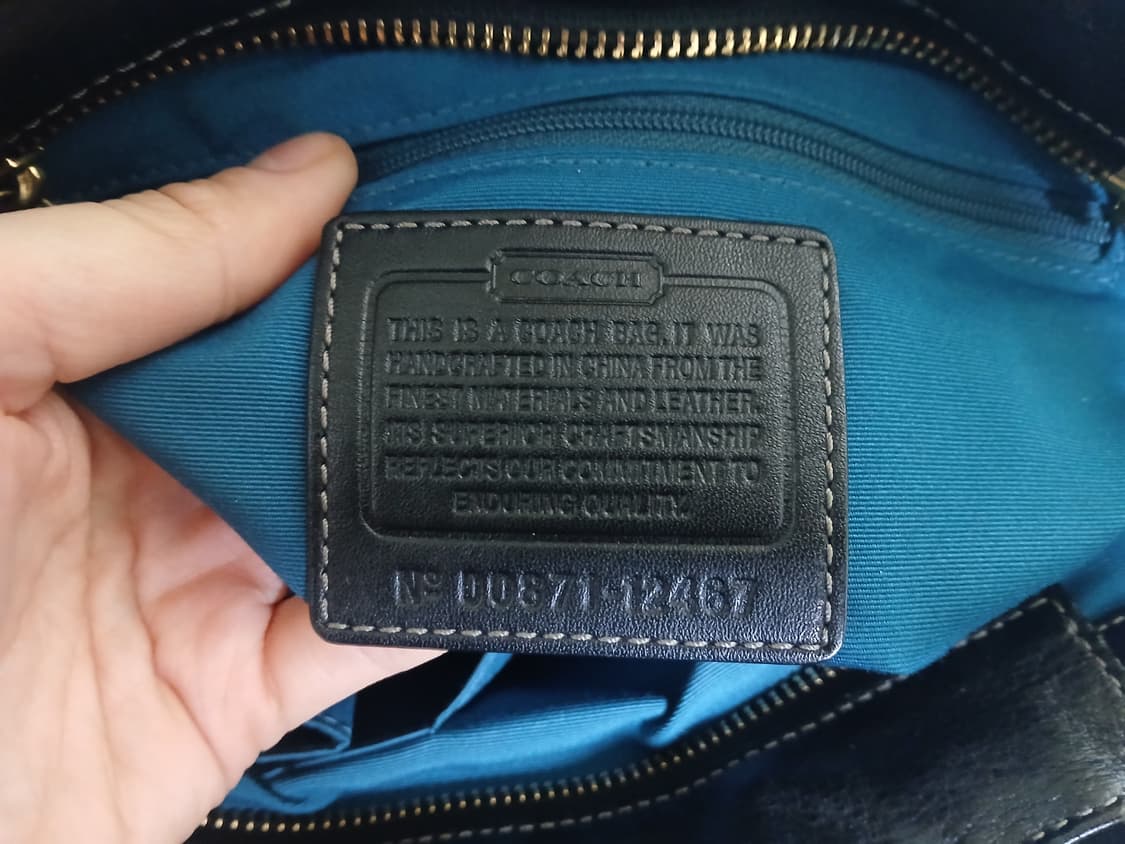 COACH
THIS IS A COACH BAG. IT WAS
HANDCRAFTED IN CHINA FROM THE
FINEST MATERIALS AND LEATHER.
ITS SUPERIOR CRAFTSMANSHIP
REFLECTS OUR COMMITMENT TO
ENDURING QUALITY.
Nº 00871-12467